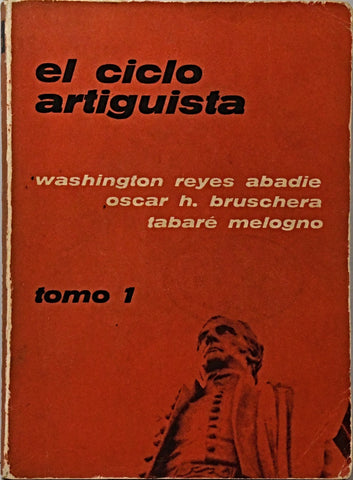 el ciclo
artiguista
washington reyes abadie
oscar h. bruschera
tabaré melogno
tomo 1